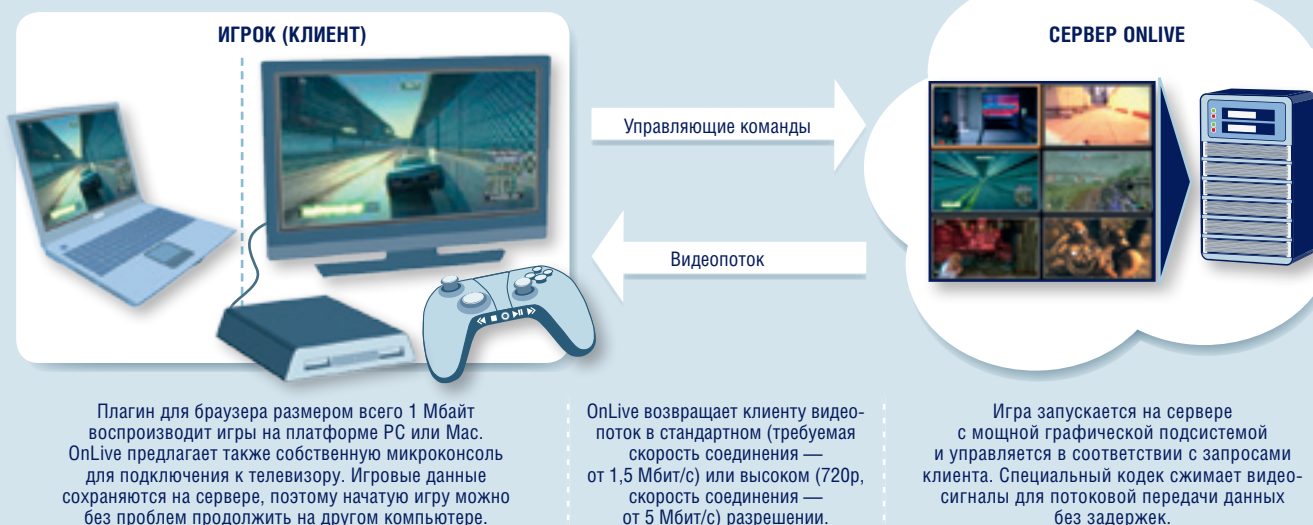 ИГРОК (КЛИЕНТ)
СЕРВЕР ONLIVE
Управляющие команды
Видеопоток
Плагин для браузера размером всего 1 Мбайт
воспроизводит игры на платформе PC или Mac.
OnLive предлагает также собственную микроконсоль
для подключения к телевизору. Игровые данные
сохраняются на сервере, поэтому начатую игру можно
без проблем продолжить на другом компьютере.
OnLive возвращает клиенту видео-
поток в стандартном (требуемая
скорость соединения —
от 1,5 Мбит/с) или высоком (720p,
скорость соединения —
от 5 Мбит/с) разрешении.
Игра запускается на сервере
с мощной графической подсистемой
и управляется в соответствии с запросами
клиента. Специальный кодек сжимает видео-
сигналы для потоковой передачи данных
без задержек.